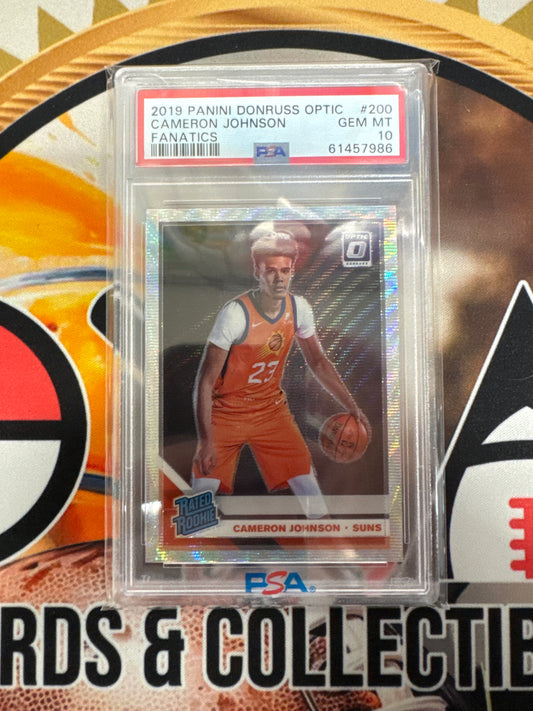 2019 PANINI DONRUSS OPTIC #200
CAMERON JOHNSON GEM MT
FANATICS 10
61457986
PSA
OPTIC
DONRUSS
23
RATED
ROOKIE
CAMERON JOHNSON • SUNS
PSA®
RDS & COLLECTIB